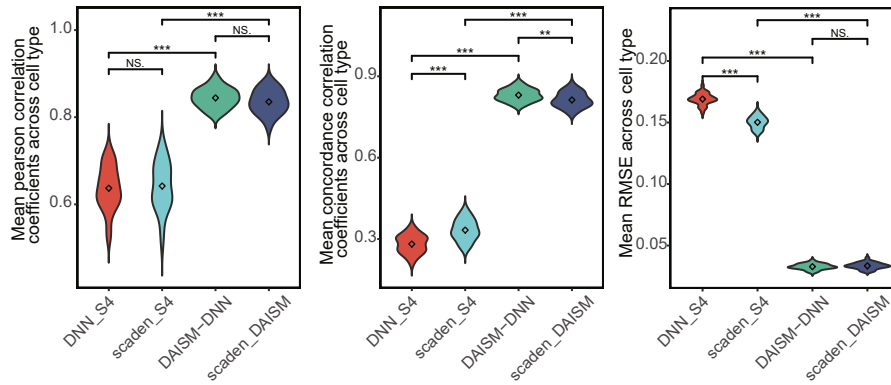 Mean pearson correlation
coefficients across cell type
1.0
0.8
0.6
***
NS.
***
NS.
DNN_S4
scaden_S4
DAISM−DNN
scaden_DAISM
Mean concordance correlation
coefficients across cell type
0.9
0.6
0.3
***
**
***
***
DNN_S4
scaden_S4
DAISM−DNN
scaden_DAISM
Mean RMSE across cell type
0.20
0.15
0.10
0.05
***
NS.
***
***
DNN_S4
scaden_S4
DAISM−DNN
scaden_DAISM